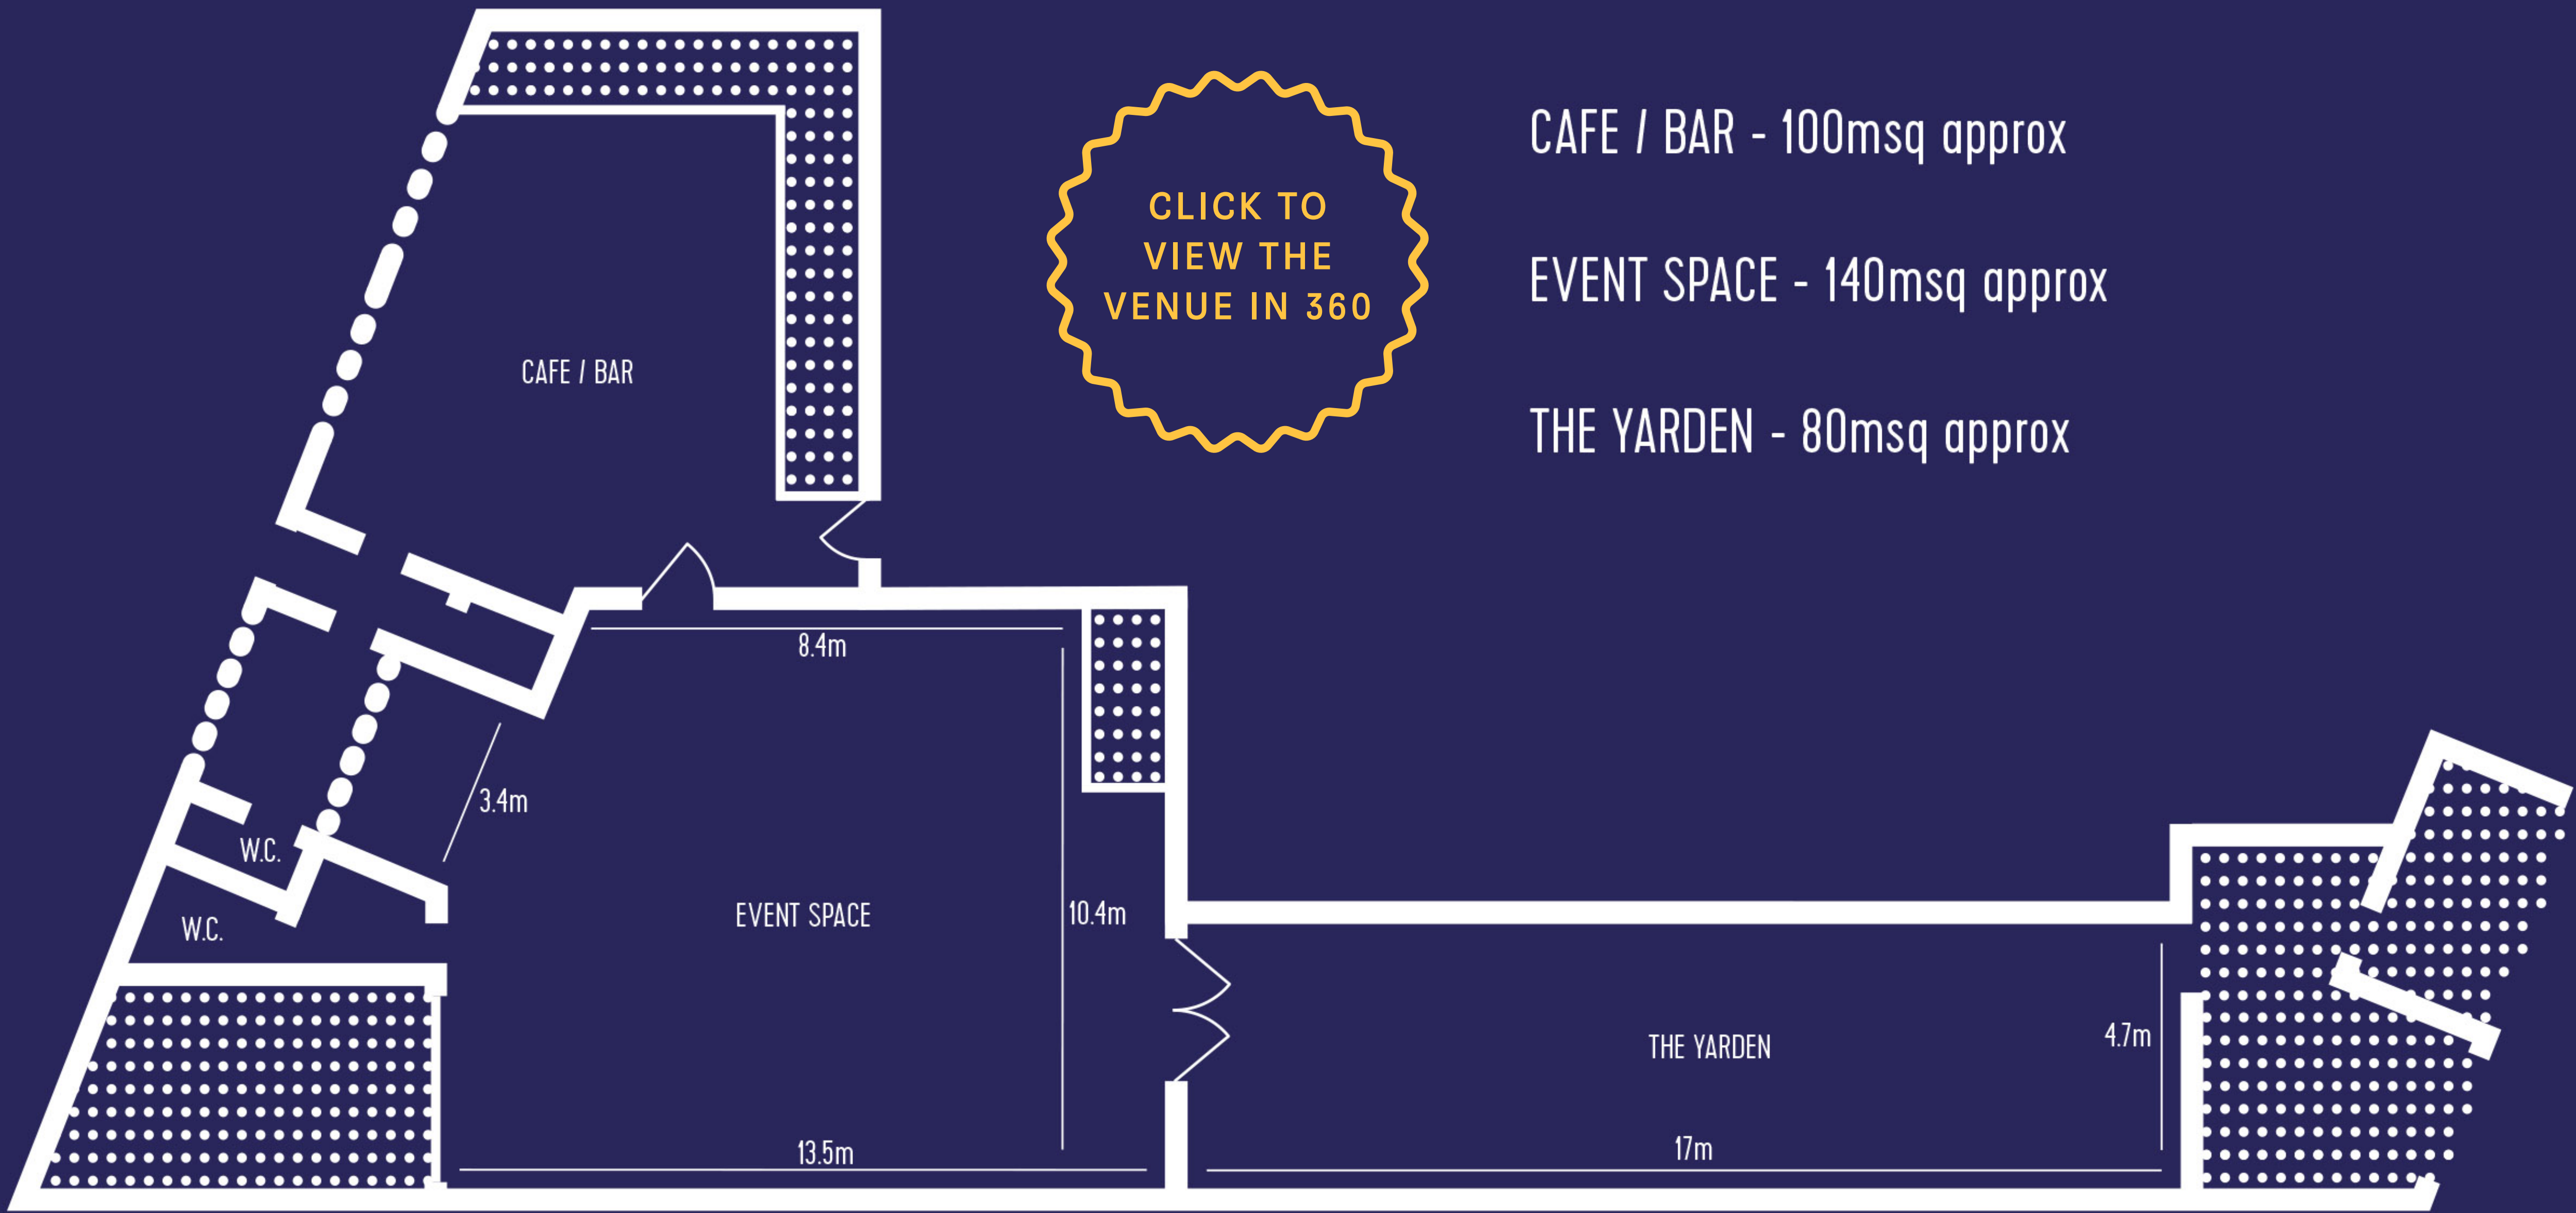 CLICK TO
VIEW THE
VENUE IN 360
CAFE / BAR - 100msq approx
EVENT SPACE - 140msq approx
THE YARDEN - 80msq approx
CAFE / BAR
8.4m
3.4m
W.C.
W.C.
EVENT SPACE
10.4m
13.5m
THE YARDEN
4.7m
17m